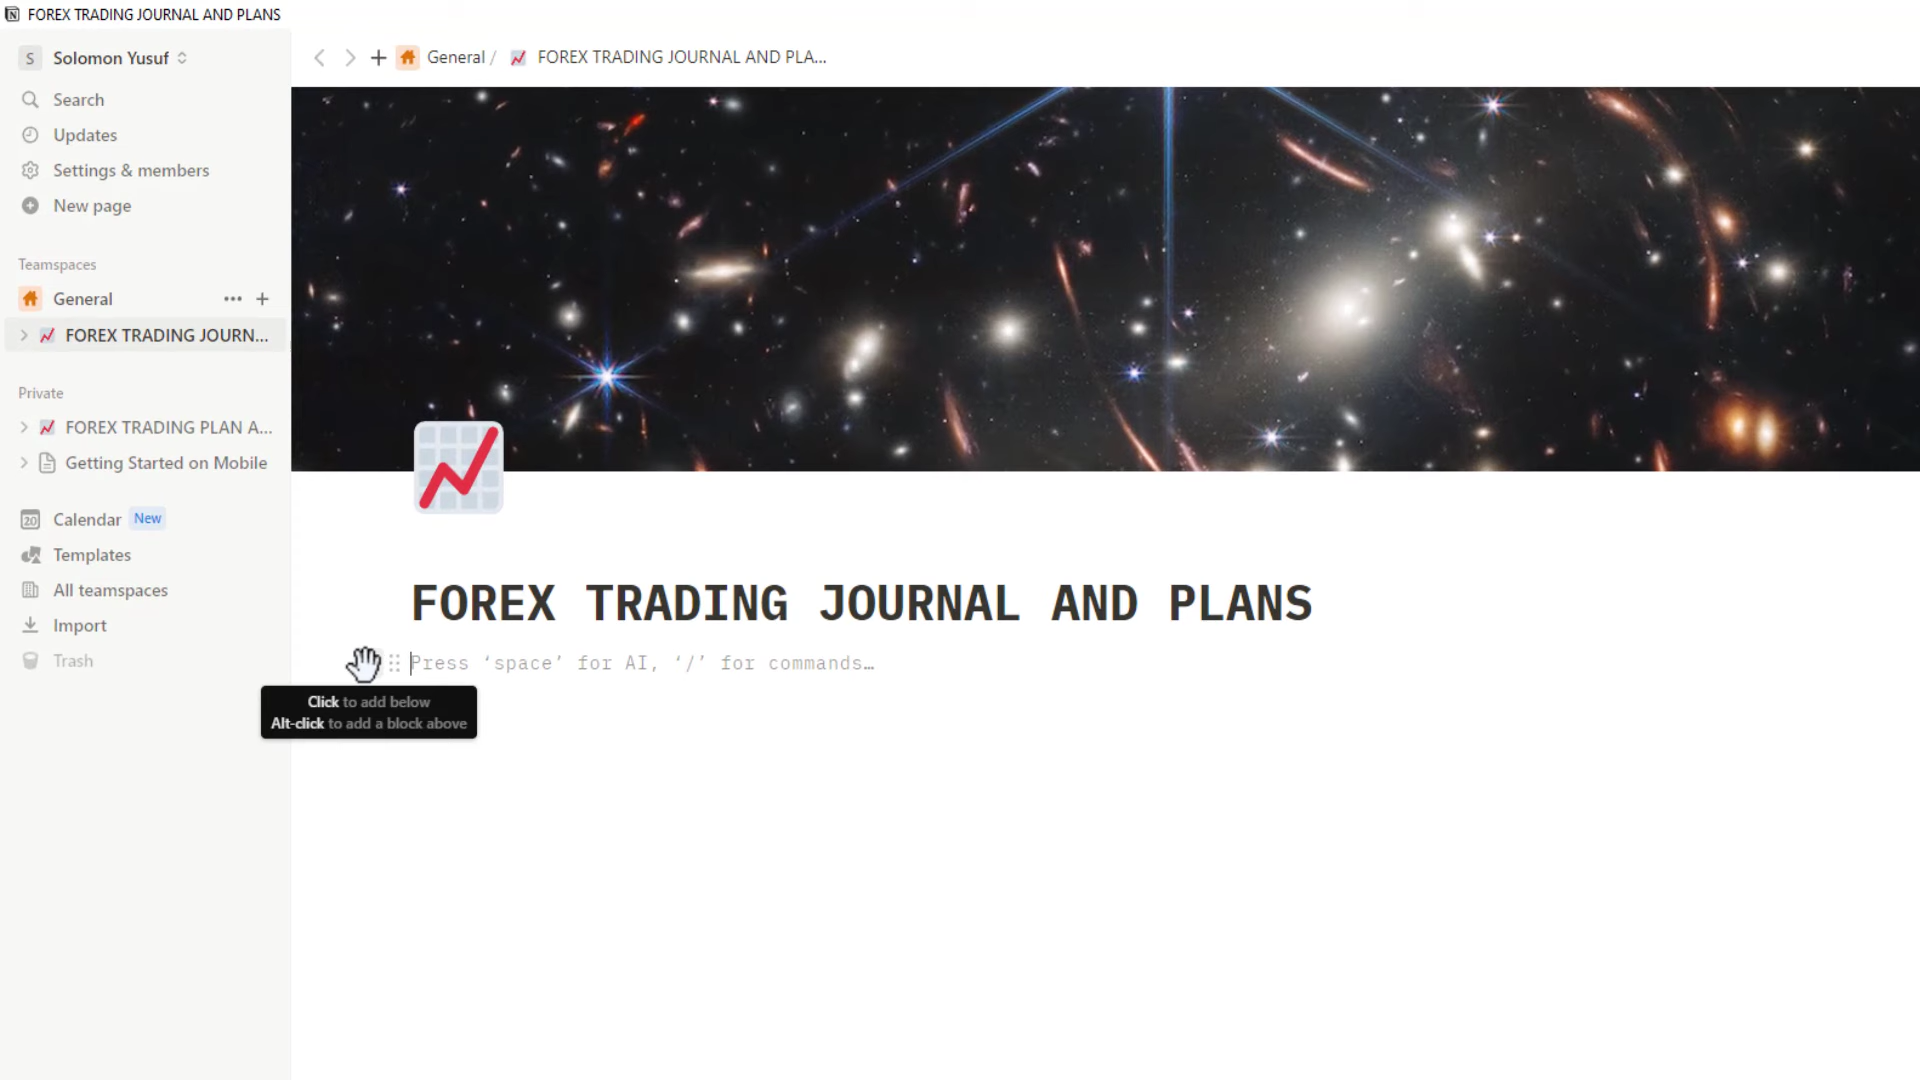 FOREX TRADING JOURNAL AND PLANS
S Solomon Yusuf
Search
Updates
Settings & members
New page
Teamspaces
General
FOREX TRADING JOURN...
Private
FOREX TRADING PLAN A...
Getting Started on Mobile
20 Calendar New
Templates
All teamspaces
Import
Trash
General / FOREX TRADING JOURNAL AND PLA...
FOREX TRADING JOURNAL AND PLANS
Press ‘space’ for AI, ‘/’ for commands…
Click to add below
Alt-click to add a block above